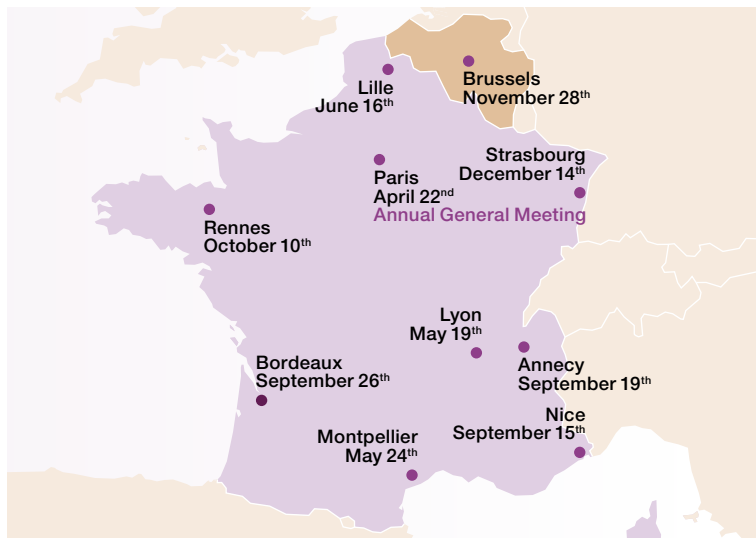 Lille
June 16th
Brussels
November 28th
Strasbourg
December 14th
Paris
April 22nd
Annual General Meeting
Rennes
October 10th
Lyon
May 19th
Annecy
September 19th
Bordeaux
September 26th
Nice
September 15th
Montpellier
May 24th